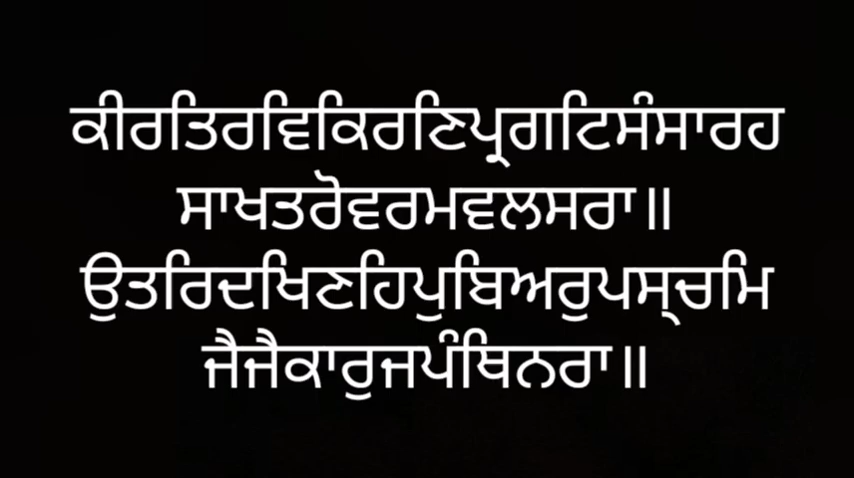 ਕੀਰਤਿਰਵਿਕਿਰਣਿਪ੍ਰਗਟਿਸੰਸਾਰਹ
ਸਾਖਤਰੋਵਰਮਵਲਸਰਾ॥
ਉਤਰਿਦਖਿਣਹਿਪੁਬਿਅਰੁਪਸ੍ਚਮਿ
ਜੈਜੈਕਾਰੁਜਪੰਥਿਨਰਾ॥